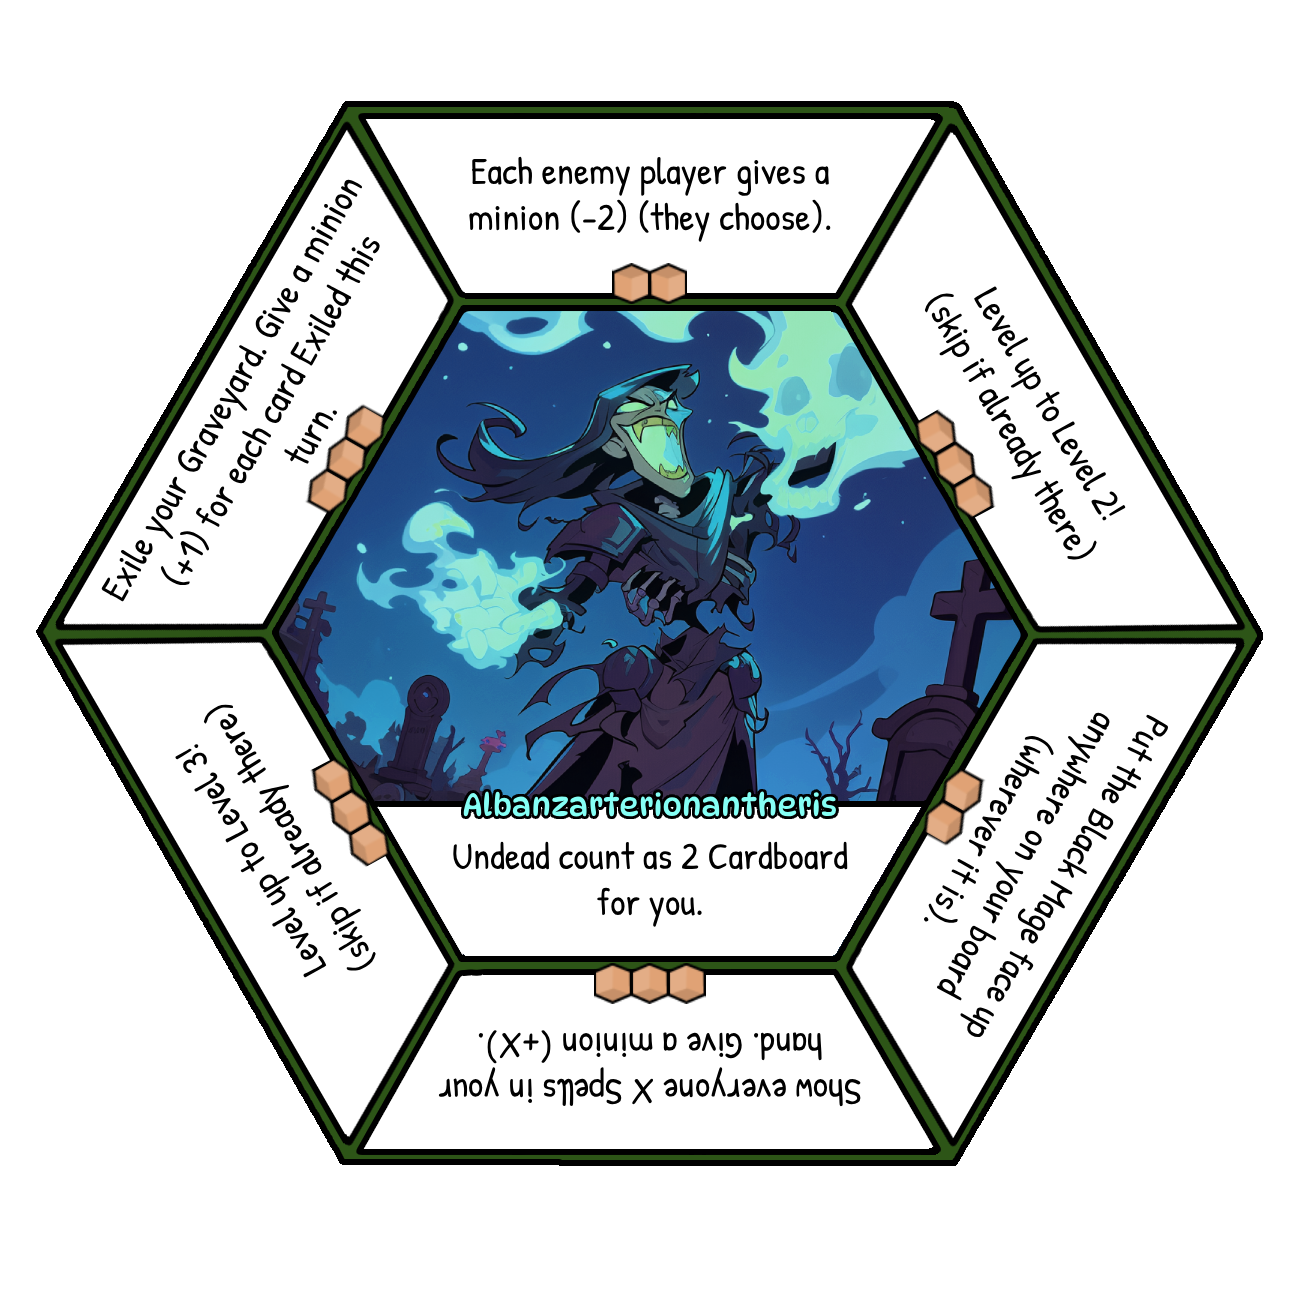 Each enemy player gives a
minion (-2) (they choose).
Level up to Level 2!
(skip if already there)
Put the Black Mage face up
anywhere on your board
(wherever it is).
Show everyone X Spells in your
hand. Give a minion (+X).
Level up to Level 3!
(skip if already there)
Exile your Graveyard. Give a minion
(+1) for each card Exiled this
turn.
Albanzarterionantheris
Undead count as 2 Cardboard
for you.